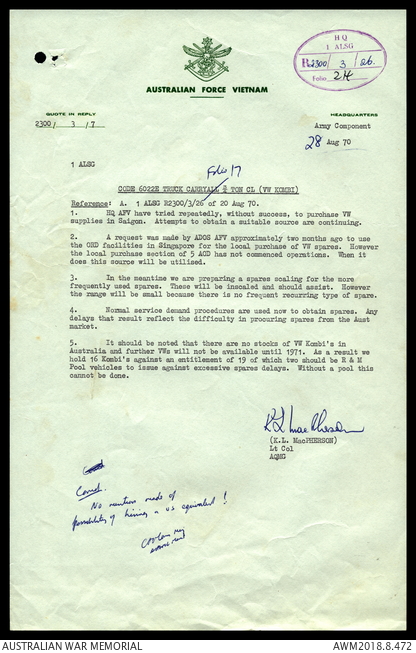 HQ
1 ALSG
R2300/3/26.
Folio 24
AUSTRALIAN FORCE VIETNAM
QUOTE IN REPLY
2300/ 3 /7
HEADQUARTERS
Army Component
28 Aug 70
1 ALSG
Folio 17
CODE 6022E TRUCK CARRYALL ¾ TON CL (VW KOMBI)
Reference: A. 1 ALSG R2300/3/26 of 20 Aug 70.
1. HQ AFV have tried repeatedly, without success, to purchase VW
supplies in Saigon. Attempts to obtain a suitable source are continuing.
2. A request was made by ADOS AFV approximately two months ago to use
the ORD facilities in Singapore for the local purchase of VW spares. However
the local purchase section of 5 AOD has not commenced operations. When it
does this source will be utilised.
3. In the meantime we are preparing a spares scaling for the more
frequently used spares. These will be inscaled and should assist. However
the range will be small because there is no frequent recurring type of spare.
4. Normal service demand procedures are used now to obtain spares. Any
delays that result reflect the difficulty in procuring spares from the Aust
market.
5. It should be noted that there are no stocks of VW Kombi's in
Australia and further VWs will not be available until 1971. As a result we
hold 16 Kombi's against an entitlement of 19 of which two should be R & M
Pool vehicles to issue against excessive spares delays. Without a pool this
cannot be done.
K L MacPherson
(K.L. MacPHERSON)
Lt Col
AQMG
Comd.
No mention made of
possibility of hiring a US equivalent!
AUSTRALIAN WAR MEMORIAL
AWM2018.8.472